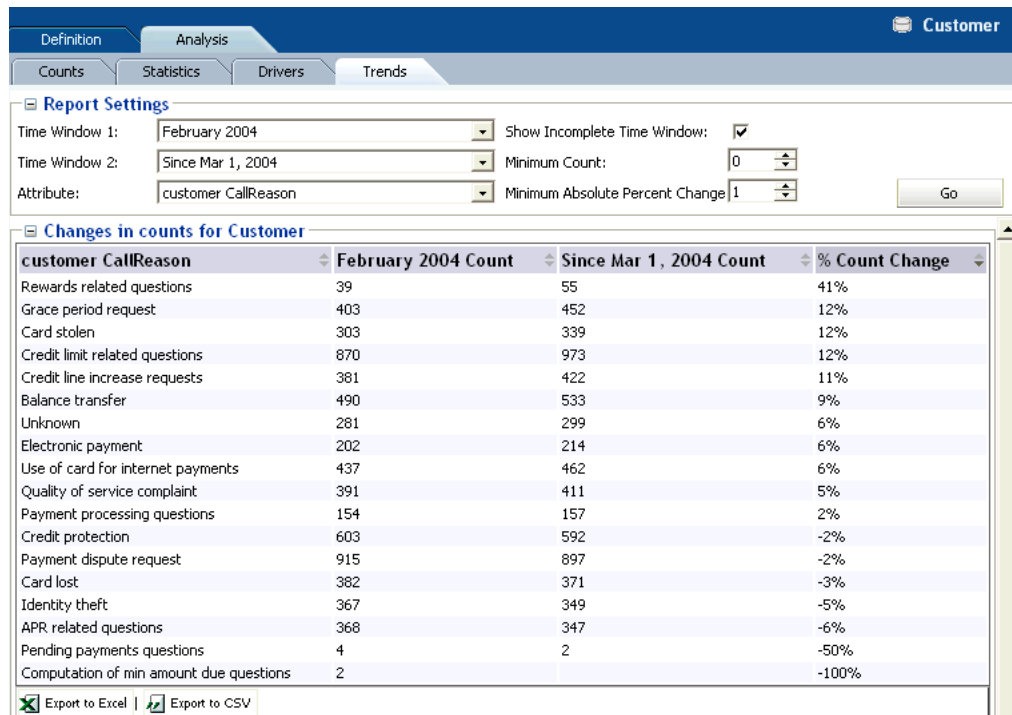 Customer
Definition Analysis
Counts Statistics Drivers Trends
Report Settings
Time Window 1: February 2004 Show Incomplete Time Window:
Time Window 2: Since Mar 1, 2004 Minimum Count: 0
Attribute: customer CallReason Minimum Absolute Percent Change 1 Go
Changes in counts for Customer
customer CallReason February 2004 Count Since Mar 1, 2004 Count % Count Change
Rewards related questions 39 55 41%
Grace period request 403 452 12%
Card stolen 303 339 12%
Credit limit related questions 870 973 12%
Credit line increase requests 381 422 11%
Balance transfer 490 533 9%
Unknown 281 299 6%
Electronic payment 202 214 6%
Use of card for internet payments 437 462 6%
Quality of service complaint 391 411 5%
Payment processing questions 154 157 2%
Credit protection 603 592 -2%
Payment dispute request 915 897 -2%
Card lost 382 371 -3%
Identity theft 367 349 -5%
APR related questions 368 347 -6%
Pending payments questions 4 2 -50%
Computation of min amount due questions 2 -100%
Export to Excel | Export to CSV